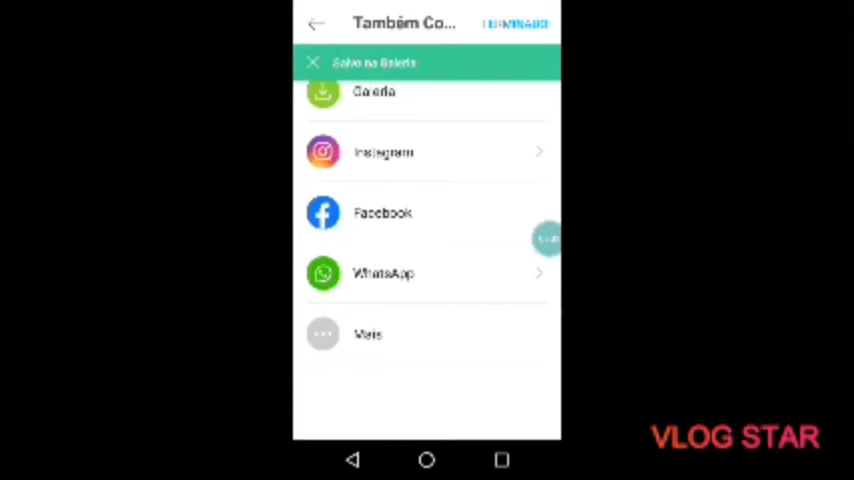 Também Co...
TERMINADO
Salvo na Galeria
Galeria
Instagram
Facebook
WhatsApp
Mais
VLOG STAR